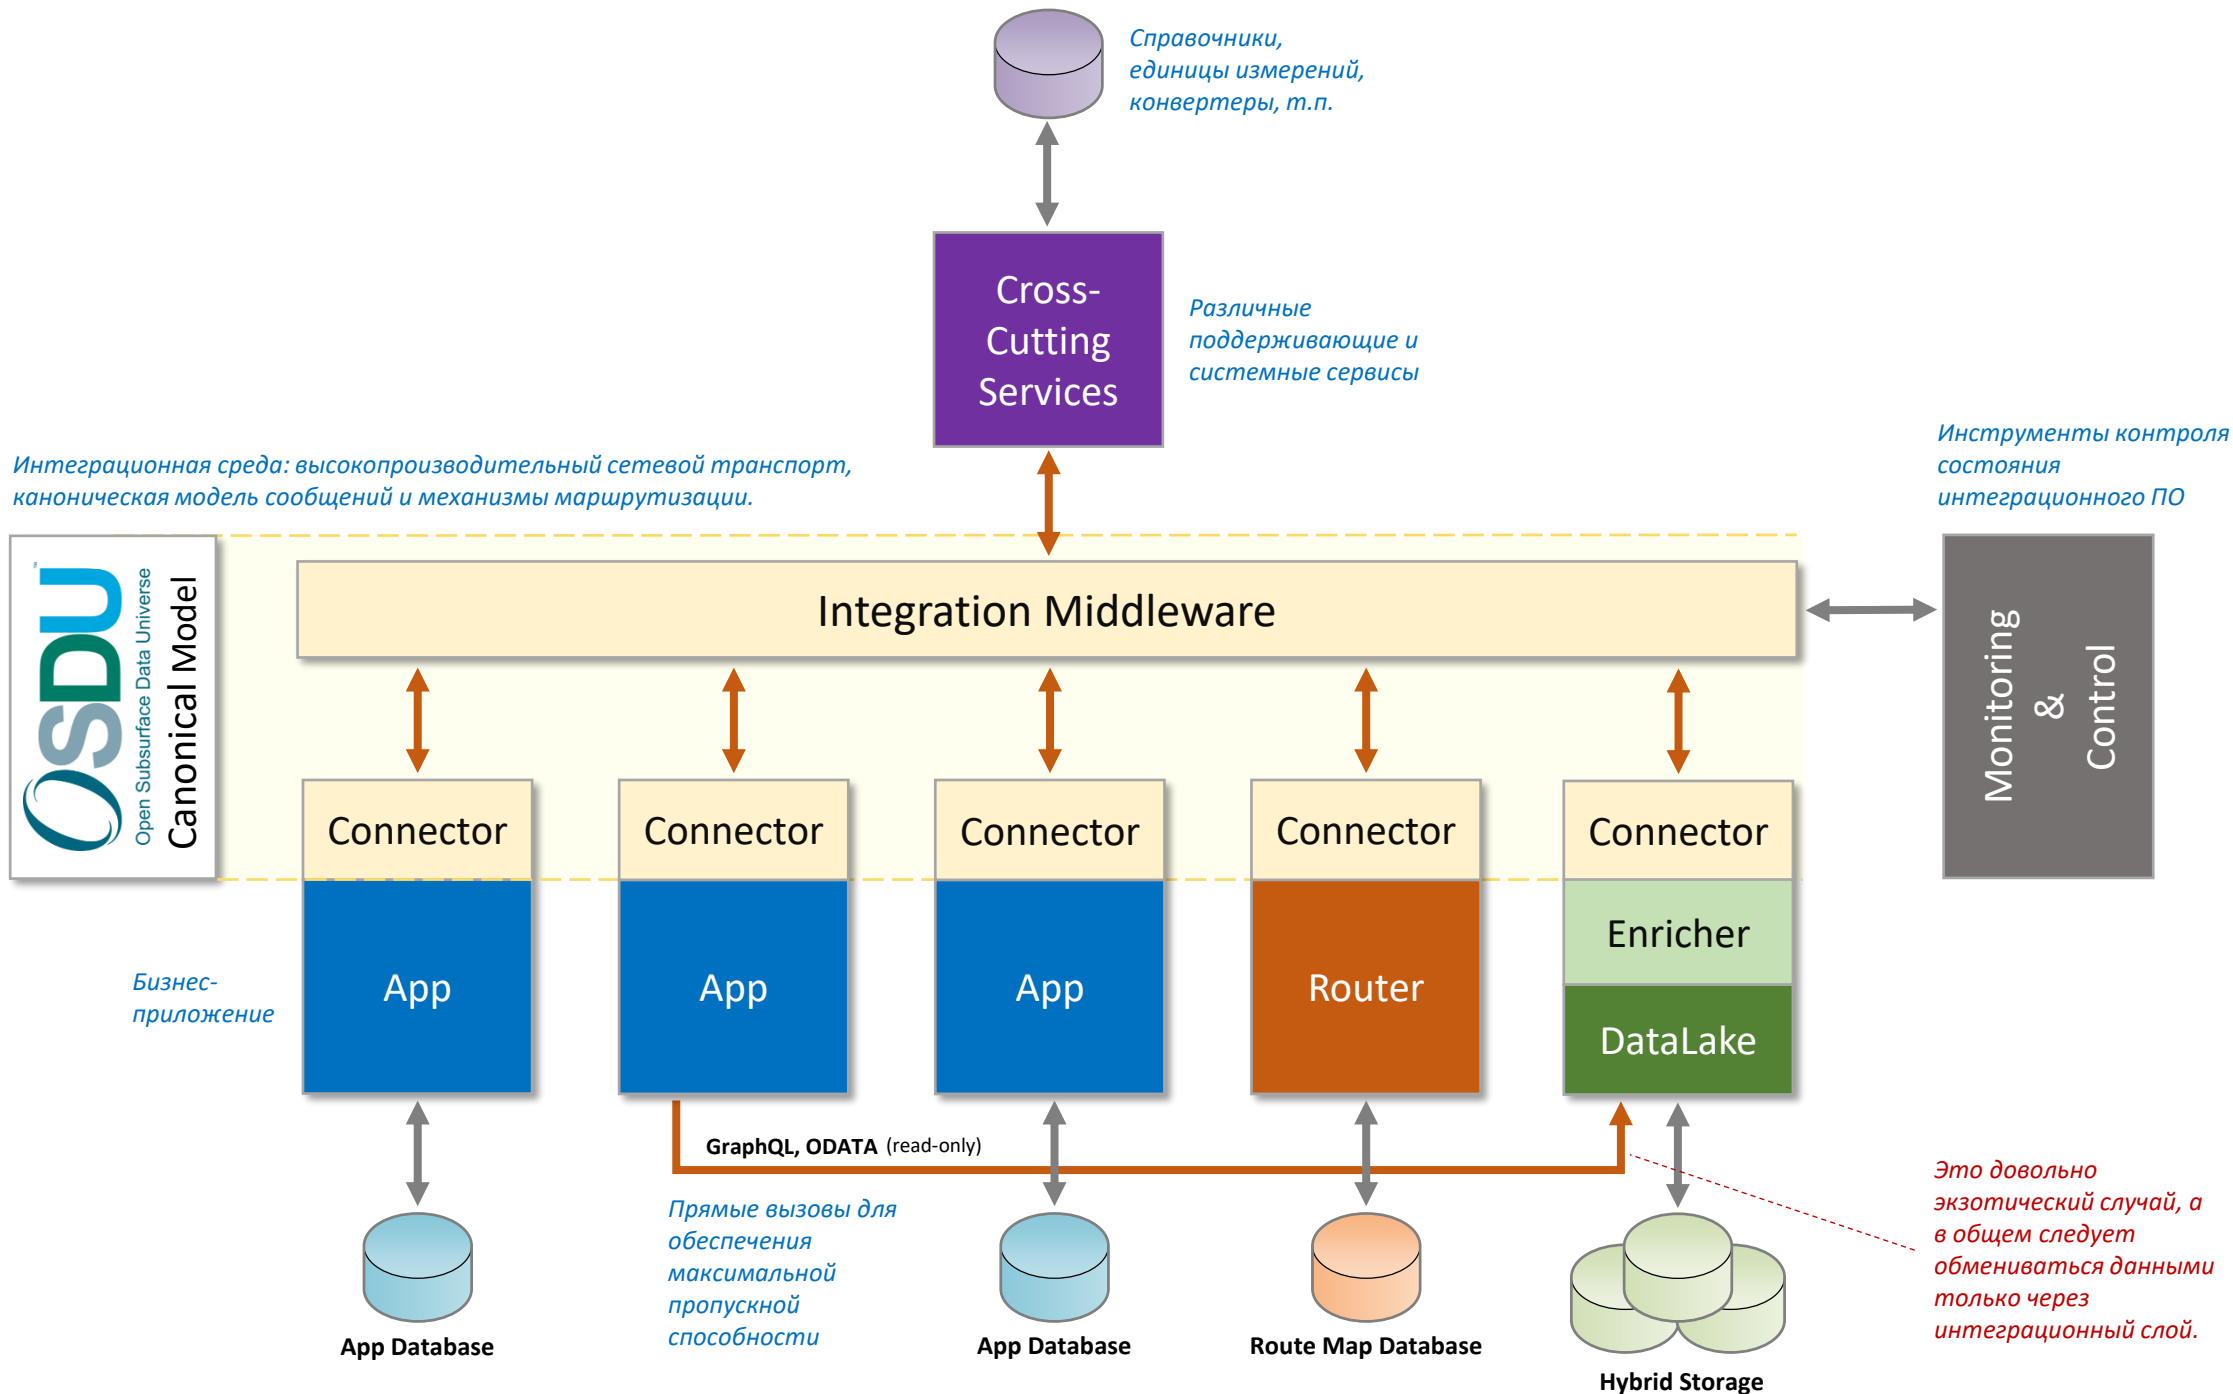 Справочники,
единицы измерений,
конвертеры, т.п.
Cross-
Cutting
Services
Различные
поддерживающие и
системные сервисы
Интеграционная среда: высокопроизводительный сетевой транспорт,
каноническая модель сообщений и механизмы маршрутизации.
Инструменты контроля
состояния
интеграционного ПО
OSDU™
Open Subsurface Data Universe
Canonical Model
Integration Middleware
Monitoring
&
Control
Connector
Connector
Connector
Connector
Connector
Бизнес-
приложение
App
App
App
Router
Enricher
DataLake
GraphQL, ODATA (read-only)
Прямые вызовы для
обеспечения
максимальной
пропускной
способности
Это довольно
экзотический случай, а
в общем следует
обмениваться данными
только через
интеграционный слой.
App Database
App Database
Route Map Database
Hybrid Storage